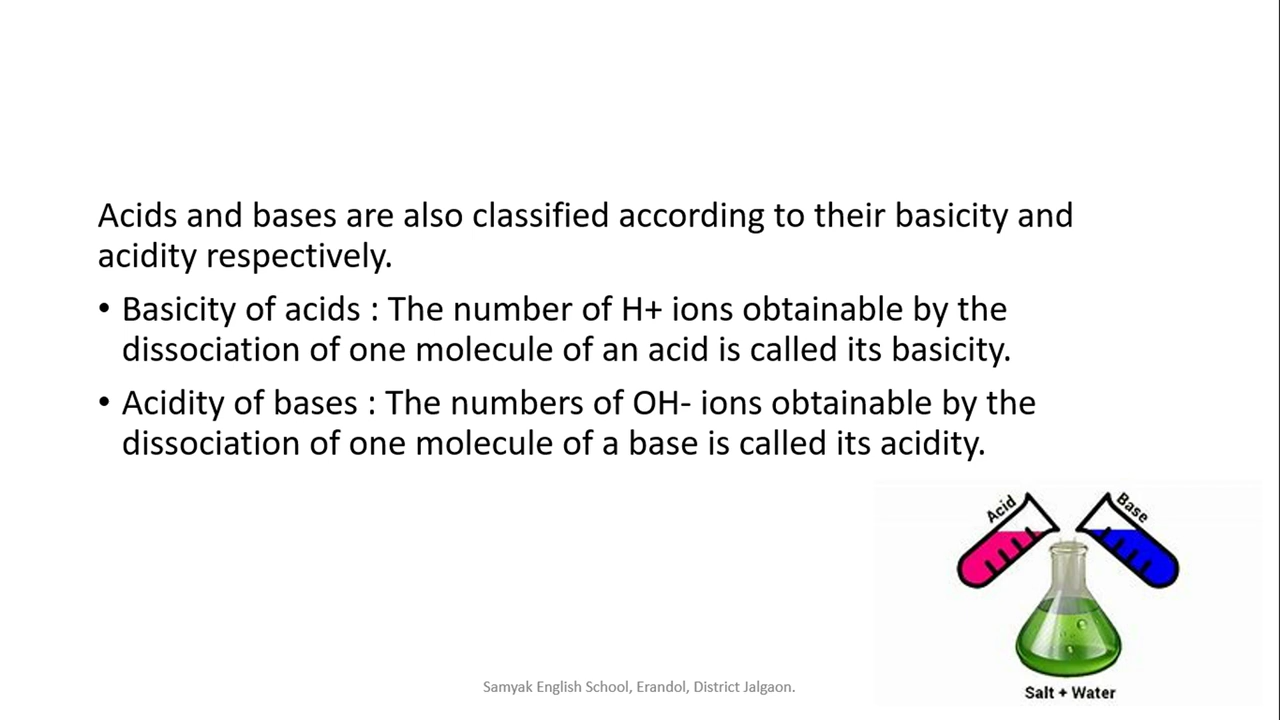 Acids and bases are also classified according to their basicity and
acidity respectively.
• Basicity of acids : The number of H+ ions obtainable by the
dissociation of one molecule of an acid is called its basicity.
• Acidity of bases : The numbers of OH- ions obtainable by the
dissociation of one molecule of a base is called its acidity.
Acid
Base
Salt + Water
Samyak English School, Erandol, District Jalgaon.